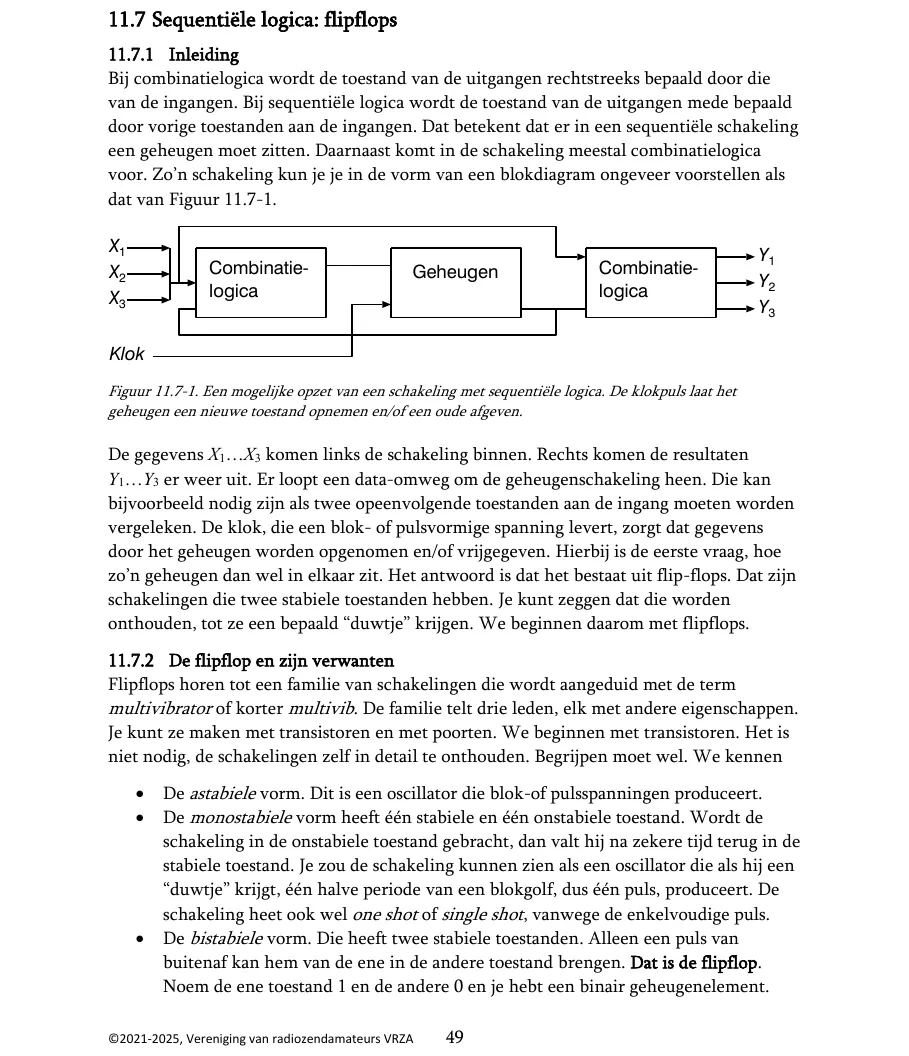 11.7 Sequentiële logica: flipflops
11.7.1 Inleiding
Bij combinatielogica wordt de toestand van de uitgangen rechtstreeks bepaald door die
van de ingangen. Bij sequentiële logica wordt de toestand van de uitgangen mede bepaald
door vorige toestanden aan de ingangen. Dat betekent dat er in een sequentiële schakeling
een geheugen moet zitten. Daarnaast komt in de schakeling meestal combinatielogica
voor. Zo’n schakeling kun je je in de vorm van een blokdiagram ongeveer voorstellen als
dat van Figuur 11.7-1.
X1
X2
X3
Klok
Combinatie-
logica
Geheugen
Combinatie-
logica
Y1
Y2
Y3
Figuur 11.7-1. Een mogelijke opzet van een schakeling met sequentiële logica. De klokpuls laat het
geheugen een nieuwe toestand opnemen en/of een oude afgeven.
De gegevens X1…X3 komen links de schakeling binnen. Rechts komen de resultaten
Y1…Y3 er weer uit. Er loopt een data-omweg om de geheugenschakeling heen. Die kan
bijvoorbeeld nodig zijn als twee opeenvolgende toestanden aan de ingang moeten worden
vergeleken. De klok, die een blok- of pulsvormige spanning levert, zorgt dat gegevens
door het geheugen worden opgenomen en/of vrijgegeven. Hierbij is de eerste vraag, hoe
zo’n geheugen dan wel in elkaar zit. Het antwoord is dat het bestaat uit flip-flops. Dat zijn
schakelingen die twee stabiele toestanden hebben. Je kunt zeggen dat die worden
onthouden, tot ze een bepaald “duwtje” krijgen. We beginnen daarom met flipflops.
11.7.2 De flipflop en zijn verwanten
Flipflops horen tot een familie van schakelingen die wordt aangeduid met de term
multivibrator of korter multivib. De familie telt drie leden, elk met andere eigenschappen.
Je kunt ze maken met transistoren en met poorten. We beginnen met transistoren. Het is
niet nodig, de schakelingen zelf in detail te onthouden. Begrijpen moet wel. We kennen
• De astabiele vorm. Dit is een oscillator die blok-of pulsspanningen produceert.
• De monostabiele vorm heeft één stabiele en één onstabiele toestand. Wordt de
schakeling in de onstabiele toestand gebracht, dan valt hij na zekere tijd terug in de
stabiele toestand. Je zou de schakeling kunnen zien als een oscillator die als hij een
“duwtje” krijgt, één halve periode van een blokgolf, dus één puls, produceert. De
schakeling heet ook wel one shot of single shot, vanwege de enkelvoudige puls.
• De bistabiele vorm. Die heeft twee stabiele toestanden. Alleen een puls van
buitenaf kan hem van de ene in de andere toestand brengen. Dat is de flipflop.
Noem de ene toestand 1 en de andere 0 en je hebt een binair geheugenelement.
©2021-2025, Vereniging van radiozendamateurs VRZA 49